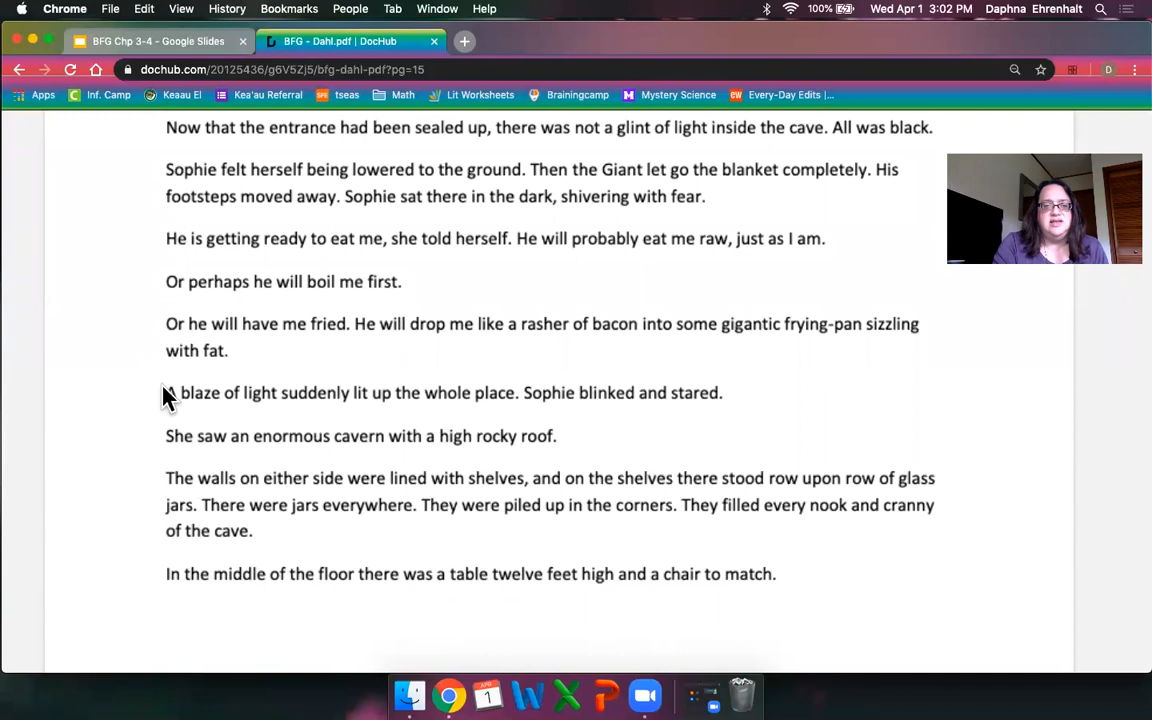 Chrome File Edit View History Bookmarks People Tab Window Help 100% Wed Apr 1 3:02 PM Daphna Ehrenhalt
BFG Chp 3-4 - Google Slides BFG - Dahl.pdf | DocHub
dochub.com/20125436/g6V5Zj5/bfg-dahl-pdf?pg=15 D
Apps Inf. Camp Keaau El Kea'au Referral tseas Math Lit Worksheets Brainingcamp Mystery Science Every-Day Edits |...
Now that the entrance had been sealed up, there was not a glint of light inside the cave. All was black.
Sophie felt herself being lowered to the ground. Then the Giant let go the blanket completely. His
footsteps moved away. Sophie sat there in the dark, shivering with fear.
He is getting ready to eat me, she told herself. He will probably eat me raw, just as I am.
Or perhaps he will boil me first.
Or he will have me fried. He will drop me like a rasher of bacon into some gigantic frying-pan sizzling
with fat.
A blaze of light suddenly lit up the whole place. Sophie blinked and stared.
She saw an enormous cavern with a high rocky roof.
The walls on either side were lined with shelves, and on the shelves there stood row upon row of glass
jars. There were jars everywhere. They were piled up in the corners. They filled every nook and cranny
of the cave.
In the middle of the floor there was a table twelve feet high and a chair to match.